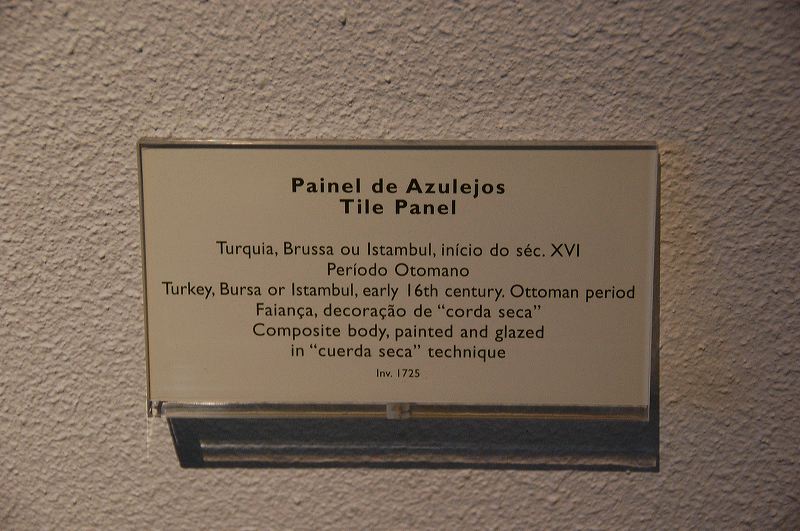 Painel de Azulejos
Tile Panel
Turquia, Brussa ou Istambul, início do séc. XVI
Período Otomano
Turkey, Bursa or Istambul, early 16th century. Ottoman period
Faiança, decoração de “corda seca”
Composite body, painted and glazed
in “cuerda seca” technique
Inv. 1725